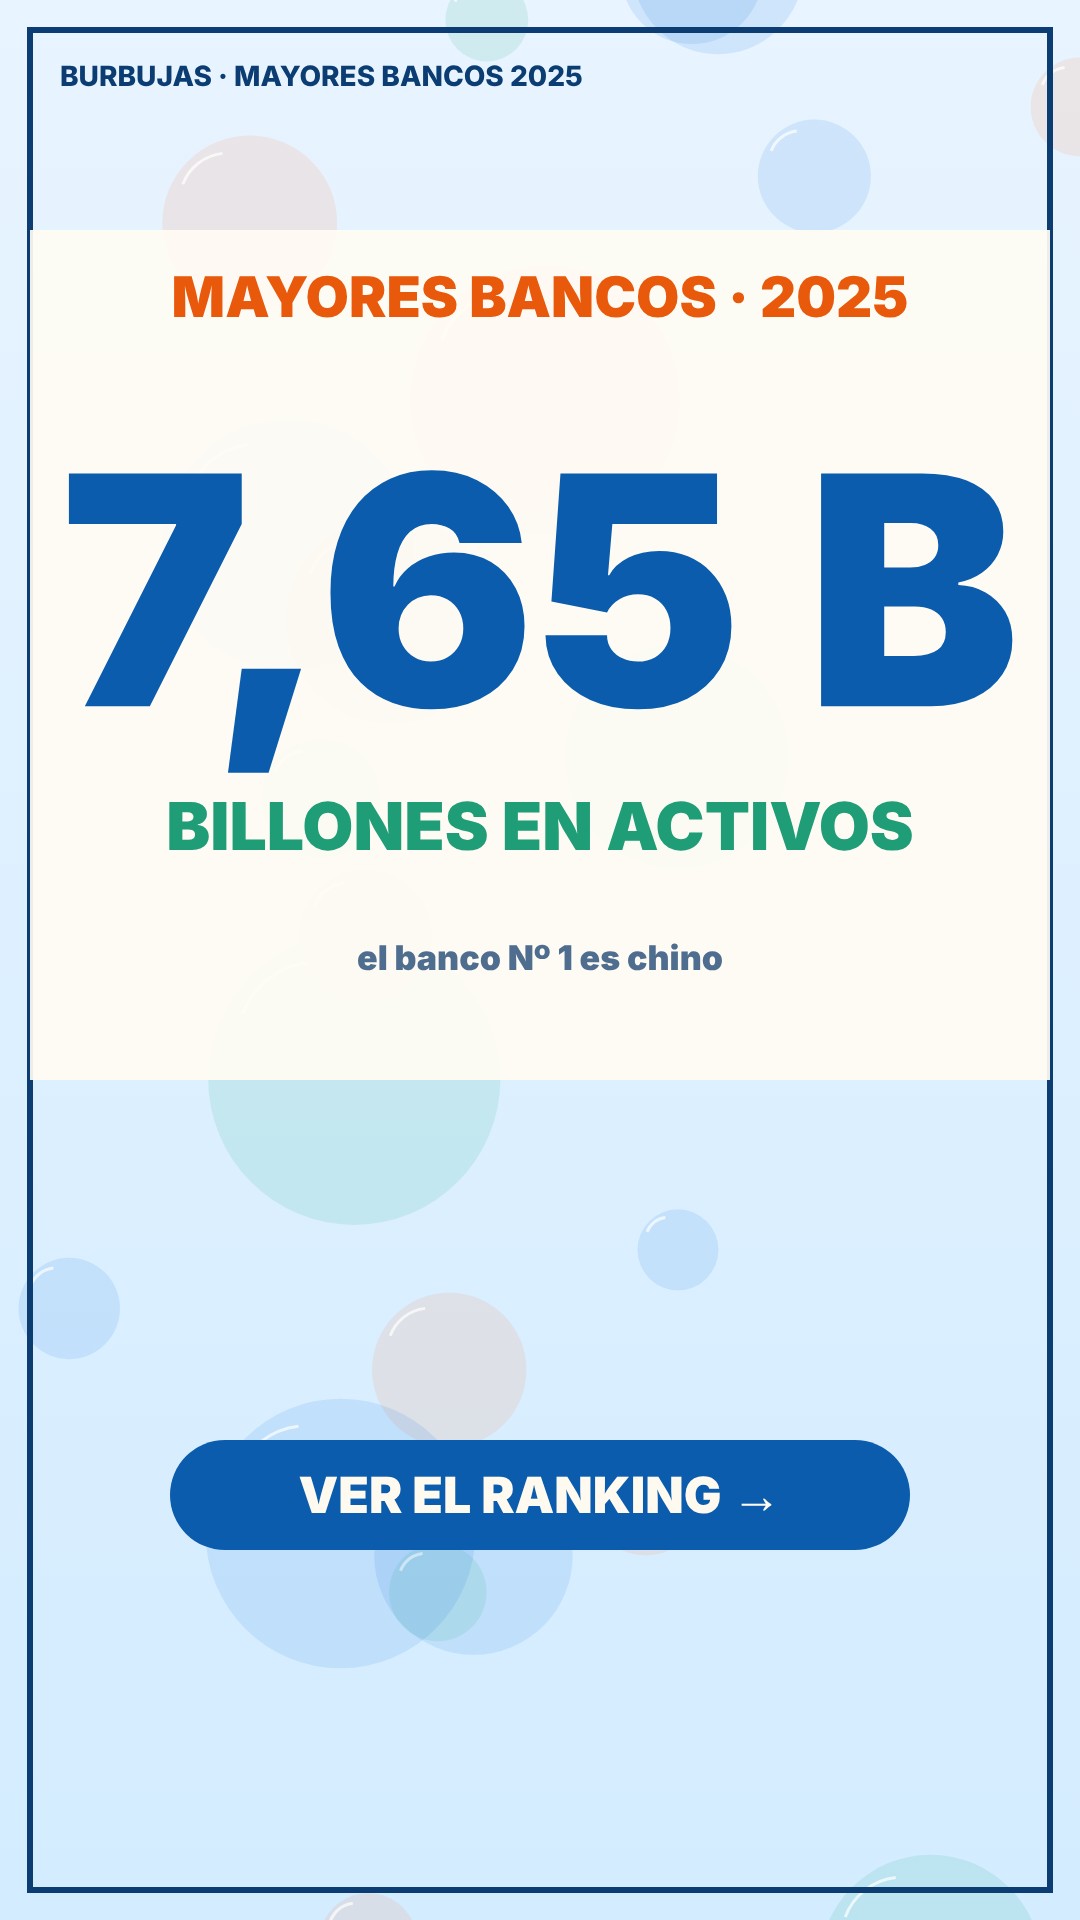 BURBUJAS · MAYORES BANCOS 2025
MAYORES BANCOS · 2025
7,65 B
BILLONES EN ACTIVOS
el banco Nº 1 es chino
VER EL RANKING →